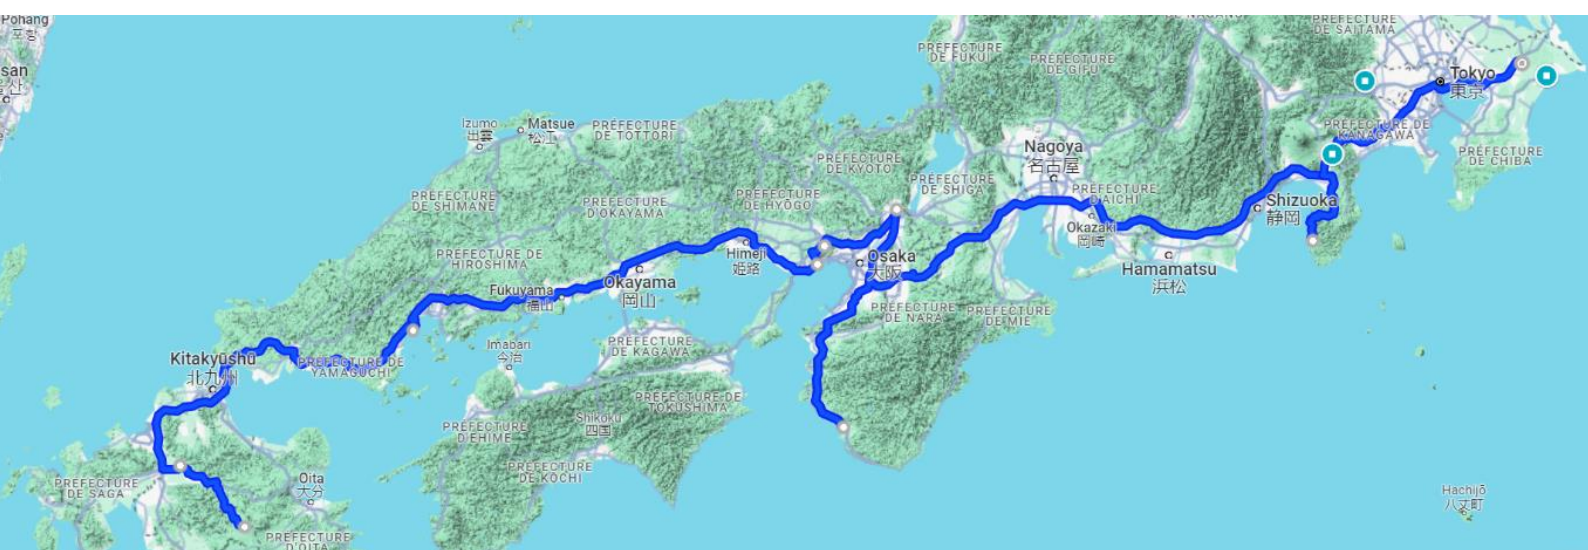 Pohang
포항
san
산
Izumo
出雲
Matsue
松江
PRÉFECTURE
DE TOTTORI
PRÉFECTURE
DE FUKUI
PRÉFECTURE
DE GIFU
PRÉFECTURE
DE SAITAMA
Tokyo
東京
PRÉFECTURE DE
KANAGAWA
PRÉFECTURE
DE CHIBA
PRÉFECTURE
DE KYOTO
PRÉFECTURE
DE SHIGA
Nagoya
名古屋
PRÉFECTURE
D'AICHI
PRÉFECTURE
DE SHIMANE
PRÉFECTURE
D'OKAYAMA
PRÉFECTURE
DE HYŌGO
Okazaki
岡崎
Shizuoka
静岡
PRÉFECTURE DE
HIROSHIMA
Himeji
姫路
Osaka
大阪
Hamamatsu
浜松
Fukuyama
福山
Okayama
岡山
PRÉFECTURE
DE NARA
PRÉFECTURE
DE MIE
Kitakyūshū
北九州
PRÉFECTURE DE
YAMAGUCHI
Imabari
今治
PRÉFECTURE
DE KAGAWA
PRÉFECTURE DE
TOKUSHIMA
Shikoku
四国
PRÉFECTURE
D'EHIME
PRÉFECTURE
DE KŌCHI
PRÉFECTURE
DE SAGA
Oita
大分
PRÉFECTURE
D'OITA
Hachijō
八丈町